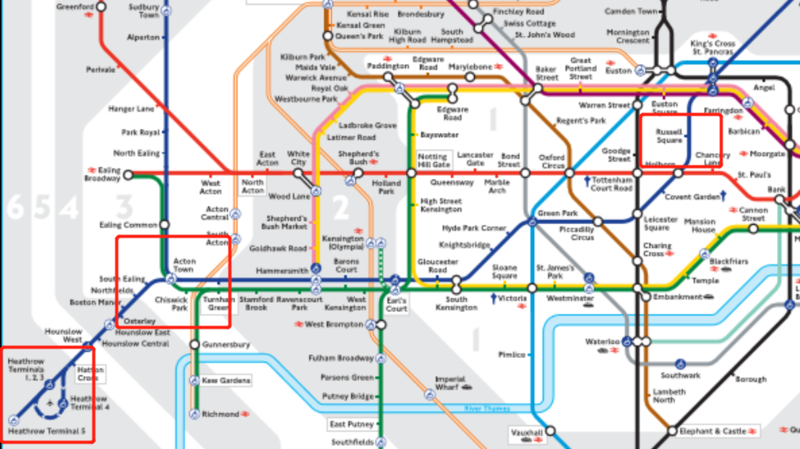 Greenford
Sudbury
Town
Alperton
Perivale
Hanger Lane
Park Royal
North Ealing
Ealing
Broadway
Ealing Common
South Ealing
Northfields
Boston Manor
Hounslow
West
Osterley
Hounslow East
Hounslow Central
Heathrow
Terminals
1, 2, 3
Hatton
Cross
Heathrow
Terminal 4
Heathrow Terminal 5
6 5 4 3
Acton
Town
Chiswick
Park
Turnham
Green
Gunnersbury
Kew Gardens
Richmond
West
Acton
North
Acton
Acton
Central
South
Acton
East
Acton
White
City
Shepherd's
Bush
Wood Lane
Shepherd's
Bush Market
Goldhawk Road
Hammersmith
Stamford
Brook
Ravenscourt
Park
West
Kensington
Barons
Court
Kensington
(Olympia)
Earl's
Court
West Brompton
Fulham Broadway
Parsons Green
Putney Bridge
East Putney
Southfields
Imperial
Wharf
River Thames
2
Kensal Rise
Brondesbury
Kensal Green
Queen's Park
Kilburn
High Road
South
Hampstead
Finchley Road
Swiss Cottage
St. John's Wood
Kilburn Park
Maida Vale
Warwick Avenue
Royal Oak
Westbourne Park
Ladbroke Grove
Latimer Road
Paddington
Edgware
Road
Marylebone
Baker
Street
Great
Portland
Street
Edgware
Road
Bayswater
Notting
Hill Gate
Lancaster
Gate
Bond
Street
Oxford
Circus
Holland
Park
Queensway
Marble
Arch
High Street
Kensington
Hyde Park Corner
Knightsbridge
Gloucester
Road
South
Kensington
Sloane
Square
Victoria
St. James's
Park
Westminster
Green Park
Piccadilly
Circus
Pimlico
Vauxhall
1
1
Camden Town
Mornington
Crescent
Euston
King's Cross
St. Pancras
Warren Street
Euston
Square
Regent's Park
Goodge
Street
Russell
Square
Holborn
Chancery
Lane
Tottenham
Court Road
Covent Garden
Leicester
Square
Charing
Cross
Embankment
Angel
Farringdon
Barbican
Moorgate
St. Paul's
Bank
Cannon
Street
Mansion
House
Blackfriars
Temple
Waterloo
Southwark
Borough
Lambeth
North
Elephant & Castle